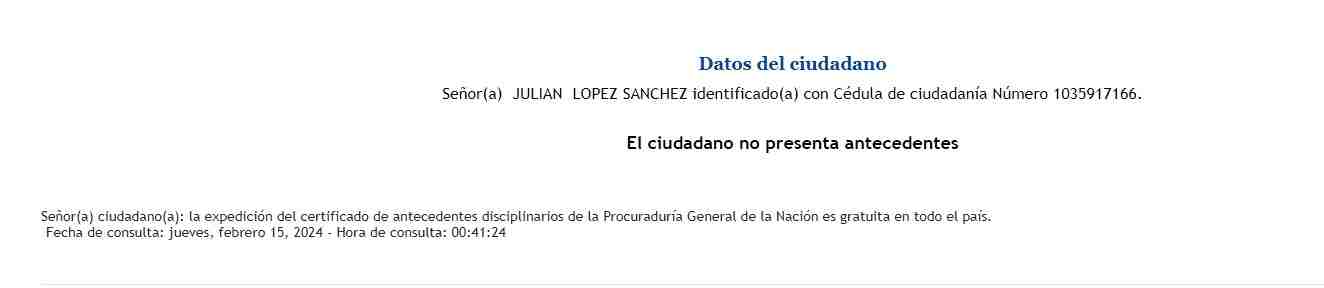 Datos del ciudadano
Señor(a) JULIAN LOPEZ SANCHEZ identificado(a) con Cédula de ciudadanía Número 1035917166.
El ciudadano no presenta antecedentes
Señor(a) ciudadano(a): la expedición del certificado de antecedentes disciplinarios de la Procuraduría General de la Nación es gratuita en todo el país.
Fecha de consulta: jueves, febrero 15, 2024 - Hora de consulta: 00:41:24